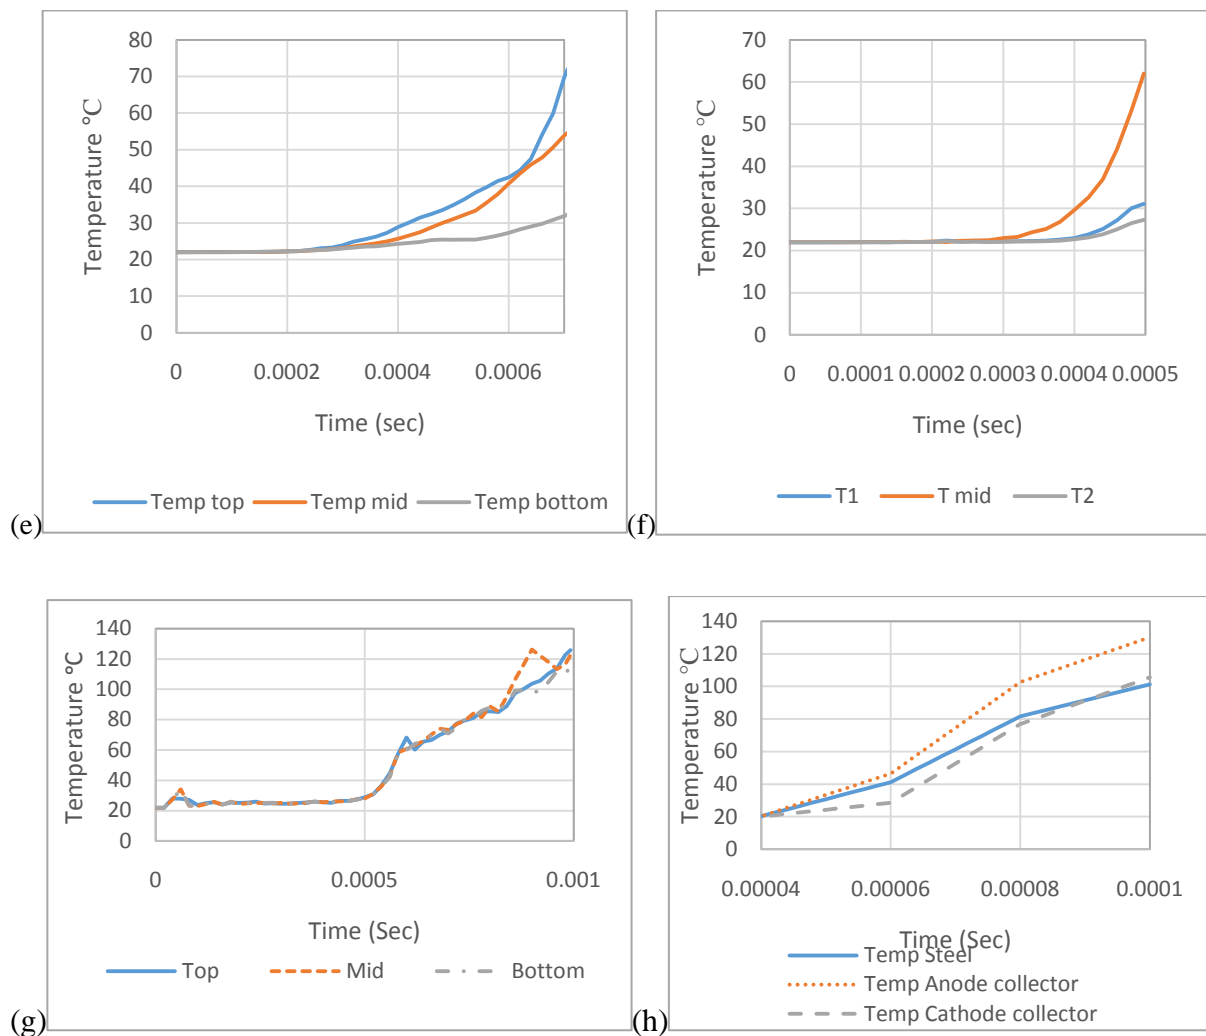 80
70
60
50
40
30
20
10
0
Temperature °C
0 0.0002 0.0004 0.0006
Time (sec)
Temp top Temp mid Temp bottom
(e)
70
60
50
40
30
20
10
0
Temperature °C
0 0.0001 0.0002 0.0003 0.0004 0.0005
Time (sec)
T1 T mid T2
(f)
140
120
100
80
60
40
20
0
Temperature °C
0 0.0005 0.001
Time (Sec)
Top Mid Bottom
(g)
140
120
100
80
60
40
20
0
Temperature °C
0.00004 0.00006 0.00008 0.0001
Time (Sec)
Temp Steel
Temp Anode collector
Temp Cathode collector
(h)